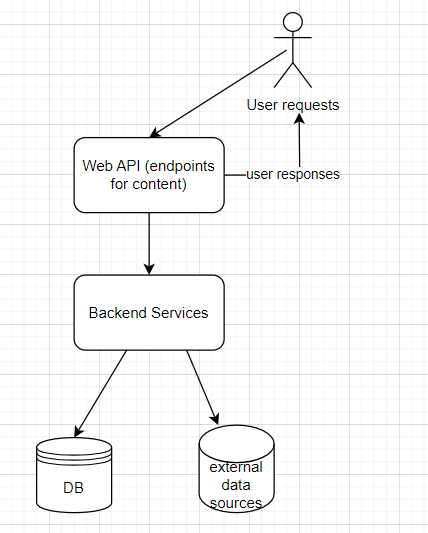 User requests
Web API (endpoints
for content)
user responses
Backend Services
DB
external
data
sources